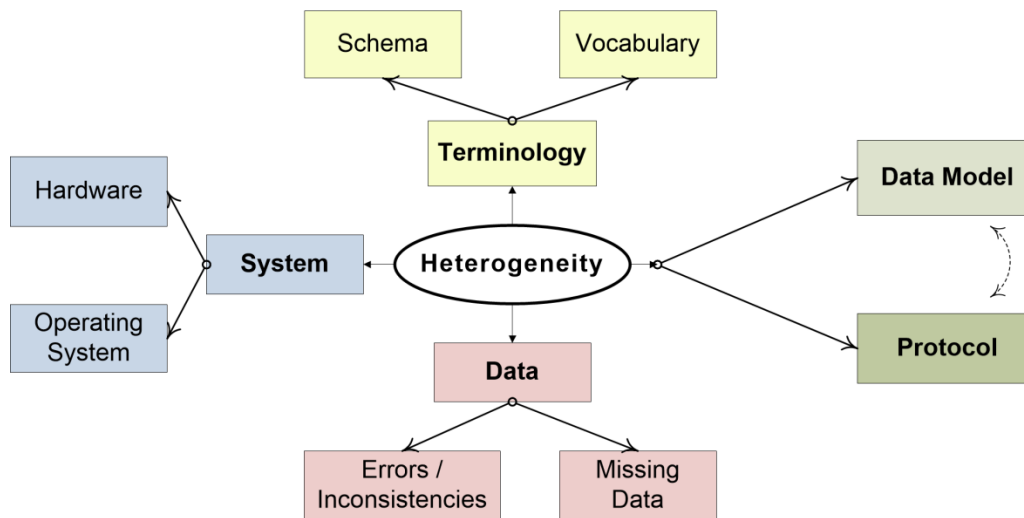 Schema
Vocabulary
Terminology
Hardware
Data Model
System
Heterogeneity
Operating
System
Protocol
Data
Errors /
Inconsistencies
Missing
Data